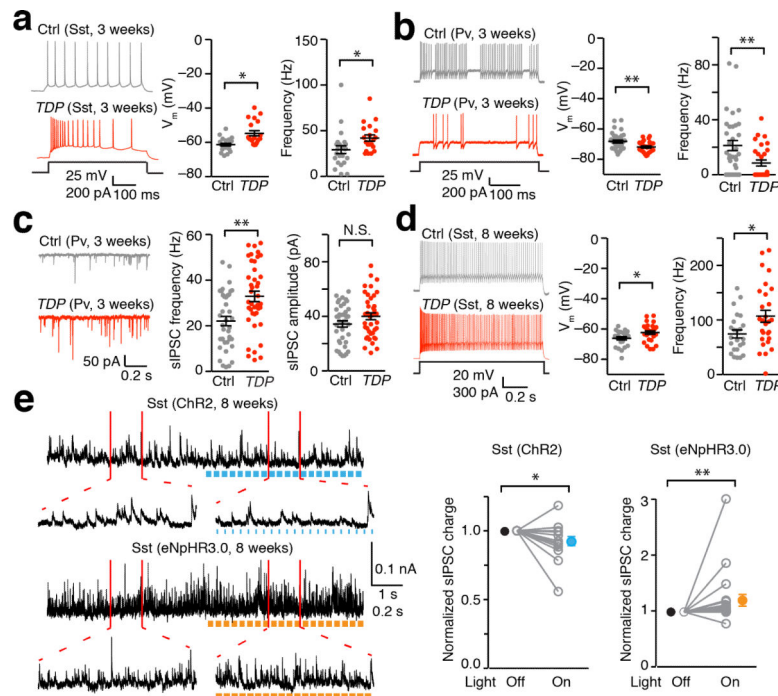 a
Ctrl (Sst, 3 weeks)
TDP (Sst, 3 weeks)
25 mV
200 pA
100 ms
Vm (mV)
−0
−20
−40
−60
−80
*
Ctrl TDP
Frequency (Hz)
150
100
50
0
*
Ctrl TDP
b
Ctrl (Pv, 3 weeks)
TDP (Pv, 3 weeks)
25 mV
200 pA
100 ms
Vm (mV)
−0
−20
−40
−60
−80
**
Ctrl TDP
Frequency (Hz)
100
80
60
40
20
0
**
Ctrl TDP
c
Ctrl (Pv, 3 weeks)
TDP (Pv, 3 weeks)
50 pA
0.2 s
sIPSC frequency (Hz)
60
40
20
0
**
Ctrl TDP
sIPSC amplitude (pA)
100
80
60
40
20
0
N.S.
Ctrl TDP
d
Ctrl (Sst, 8 weeks)
TDP (Sst, 8 weeks)
20 mV
300 pA
0.2 s
Vm (mV)
−0
−20
−40
−60
−80
*
Ctrl TDP
Frequency (Hz)
200
150
100
50
0
*
Ctrl TDP
e
Sst (ChR2, 8 weeks)
Sst (eNpHR3.0, 8 weeks)
0.1 nA
1 s
0.2 s
Sst (ChR2)
*
Normalized sIPSC charge
1.0
0.5
0.0
Light Off On
Sst (eNpHR3.0)
**
Normalized sIPSC charge
3
2
1
0
Light Off On